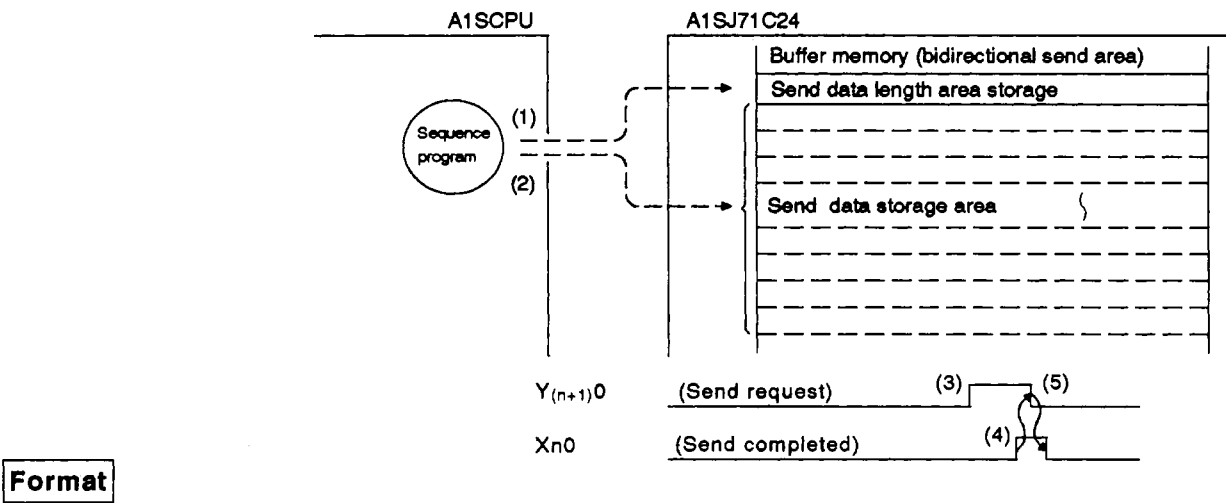 A1SCPU
A1SJ71C24
Buffer memory (bidirectional send area)
Send data length area storage
(1)
Sequence
program
(2)
Send data storage area
Y(n+1)0
(Send request)
(3)
(5)
Xn0
(Send completed)
(4)
Format